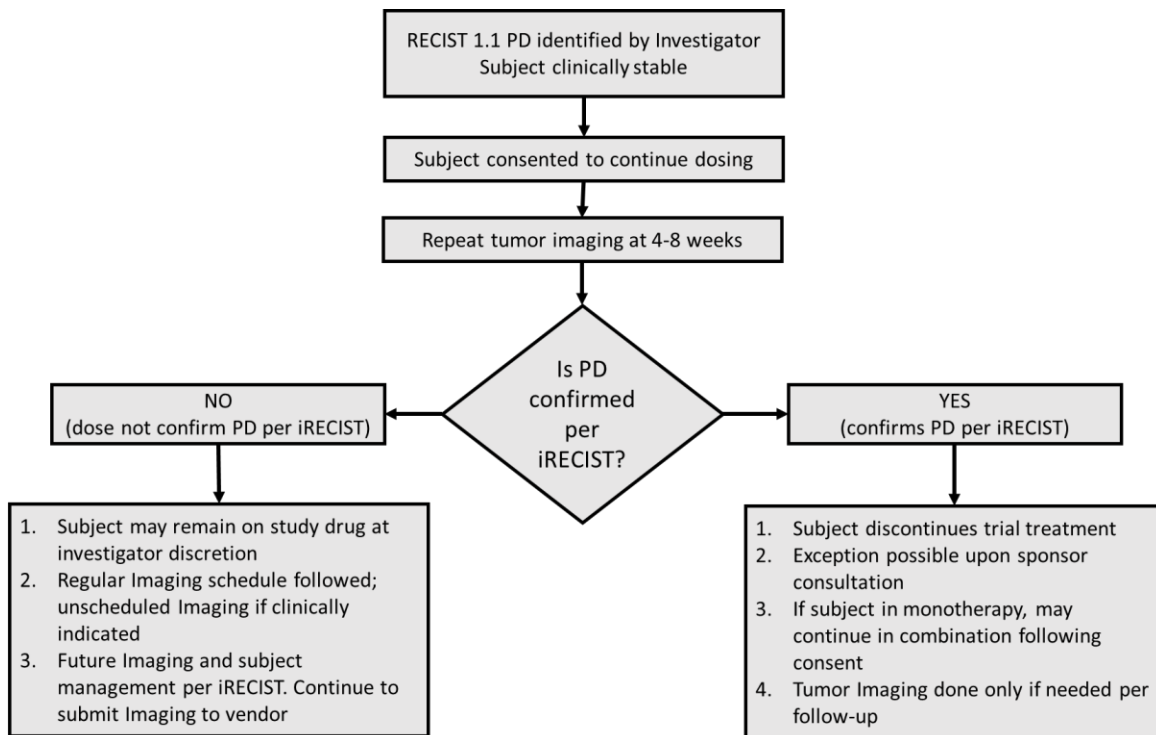 RECIST 1.1 PD identified by Investigator
Subject clinically stable
Subject consented to continue dosing
Repeat tumor imaging at 4-8 weeks
Is PD
confirmed
per
iRECIST?
NO
(dose not confirm PD per iRECIST)
YES
(confirms PD per iRECIST)
1. Subject may remain on study drug at
investigator discretion
2. Regular Imaging schedule followed;
unscheduled Imaging if clinically
indicated
3. Future Imaging and subject
management per iRECIST. Continue to
submit Imaging to vendor
1. Subject discontinues trial treatment
2. Exception possible upon sponsor
consultation
3. If subject in monotherapy, may
continue in combination following
consent
4. Tumor Imaging done only if needed per
follow-up